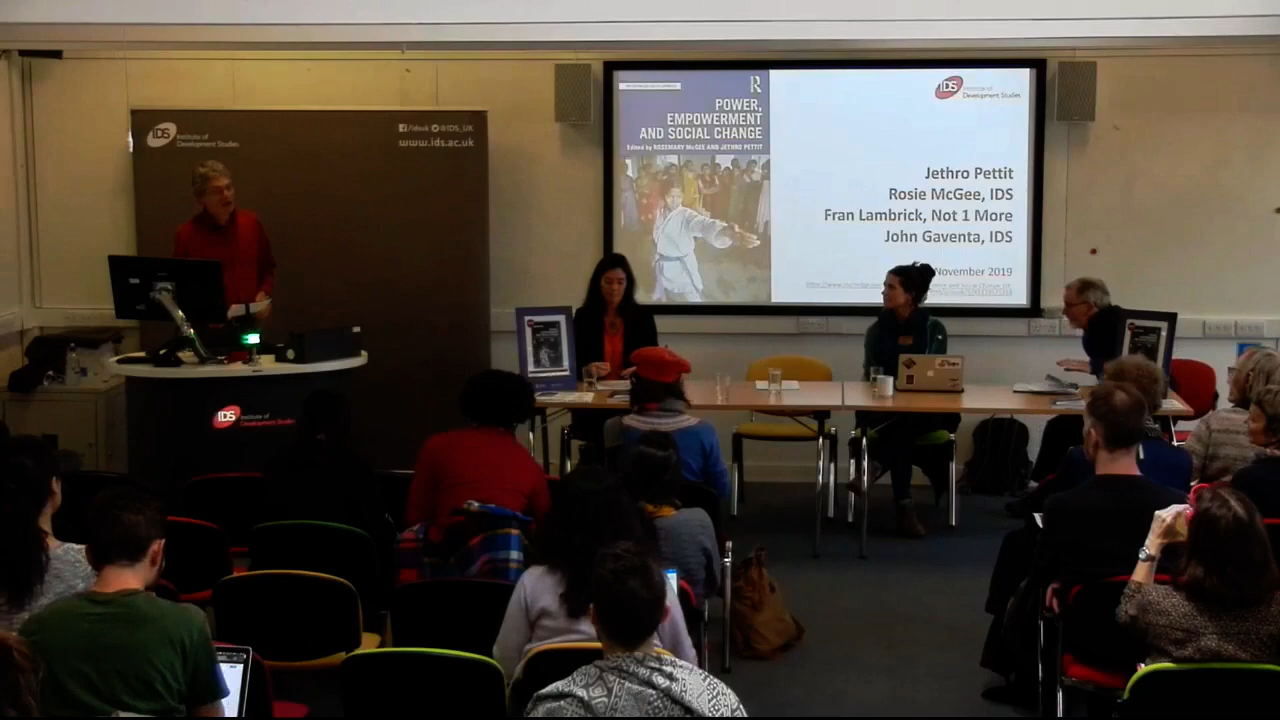 IDS
Institute of
Development Studies
/idsuk @IDS_UK
www.ids.ac.uk
R
POWER,
EMPOWERMENT
AND SOCIAL CHANGE
Edited by ROSEMARY McGEE AND JETHRO PETTIT
IDS
Institute of
Development Studies
Jethro Pettit
Rosie McGee, IDS
Fran Lambrick, Not 1 More
John Gaventa, IDS
November 2019
IDS
Institute of
Development Studies